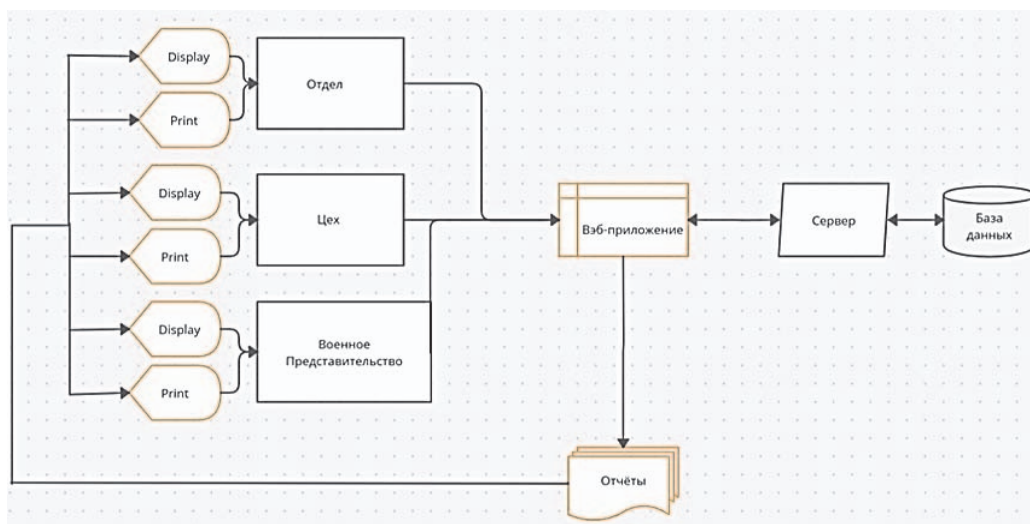 Display
Отдел
Print
Display
Цех
Print
Вэб-приложение
Сервер
База
данных
Display
Военное
Представительство
Print
Отчёты